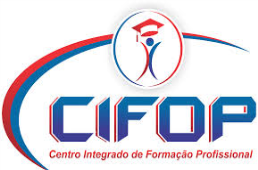 CIFOP
Centro Integrado de Formação Profissional